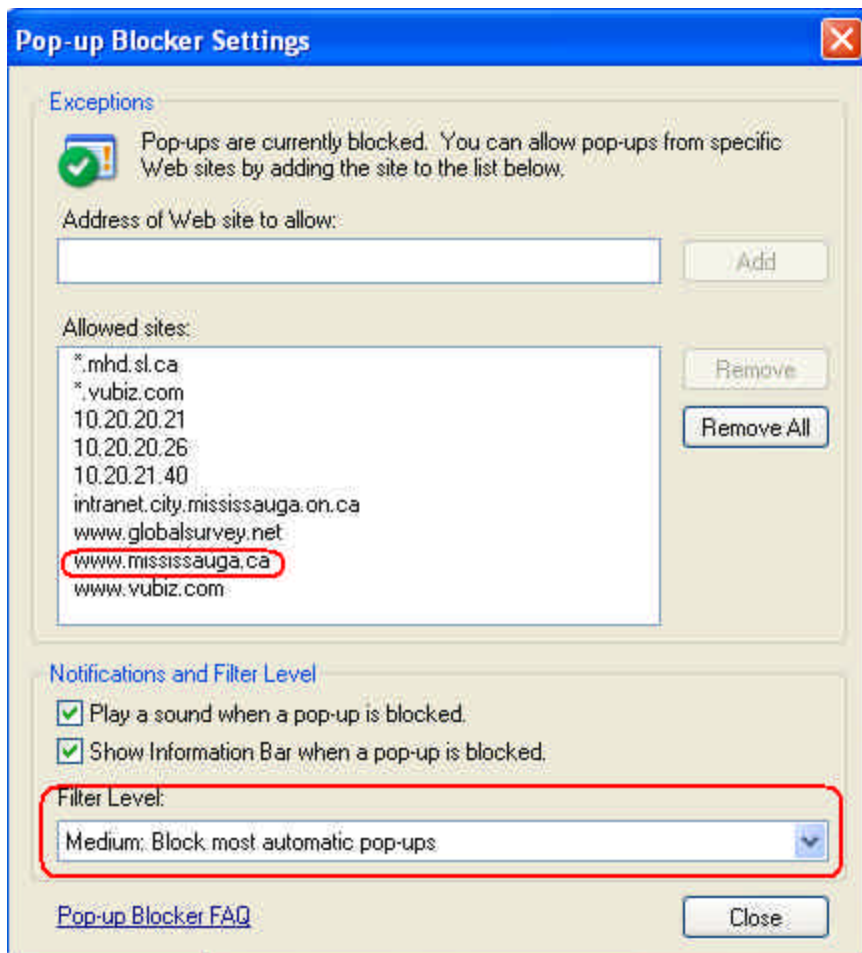 Pop-up Blocker Settings
Exceptions
Pop-ups are currently blocked. You can allow pop-ups from specific
Web sites by adding the site to the list below.
Address of Web site to allow:
Add
Allowed sites:
*.mhd.sl.ca
*.vubiz.com
10.20.20.21
10.20.20.26
10.20.21.40
intranet.city.mississauga.on.ca
www.globalsurvey.net
www.mississauga.ca
www.vubiz.com
Remove
Remove All
Notifications and Filter Level
Play a sound when a pop-up is blocked.
Show Information Bar when a pop-up is blocked.
Filter Level:
Medium: Block most automatic pop-ups
Pop-up Blocker FAQ
Close